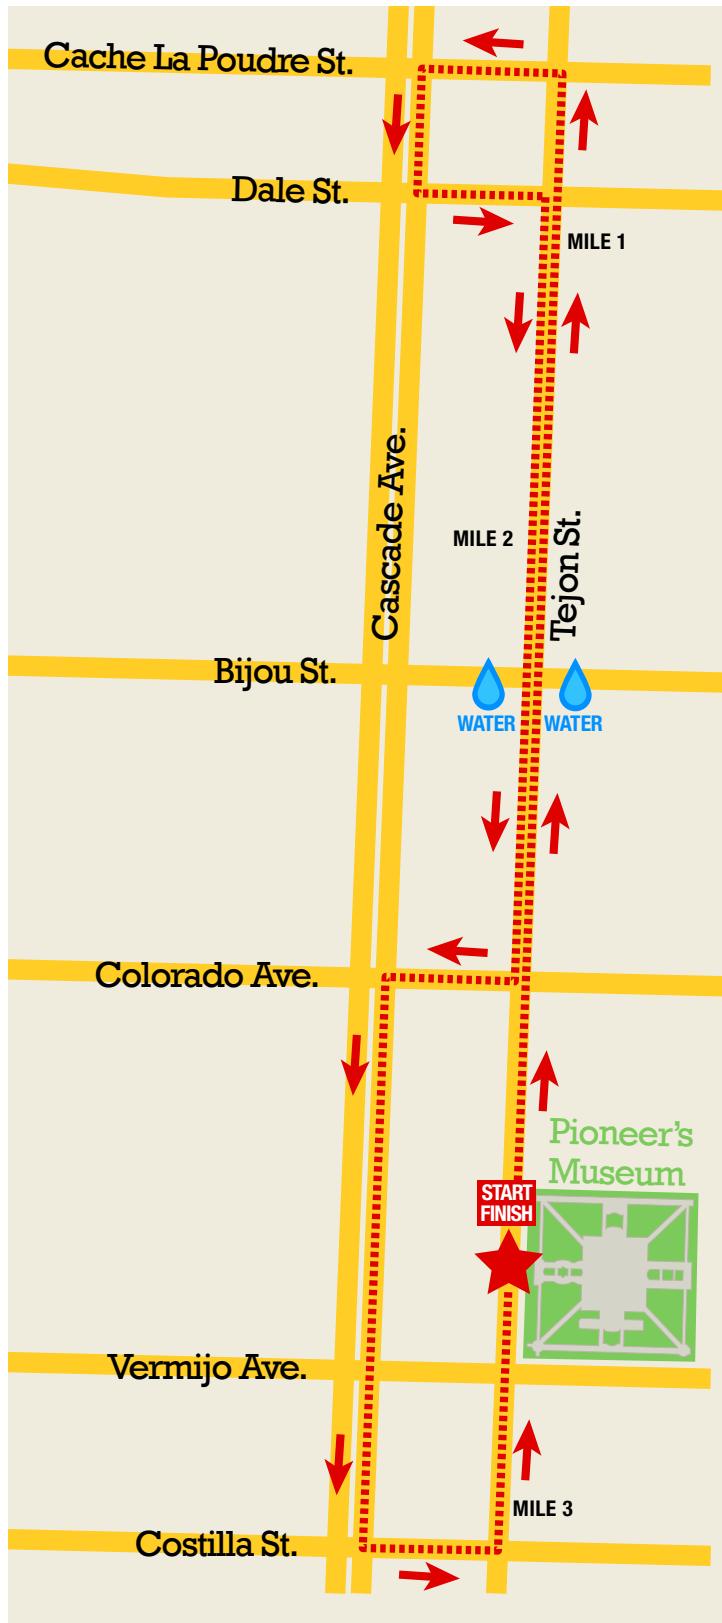 Cache La Poudre St.
Dale St.
MILE 1
Cascade Ave.
MILE 2
Tejon St.
Bijou St.
WATER
WATER
Colorado Ave.
Pioneer's
Museum
START
FINISH
Vermijo Ave.
MILE 3
Costilla St.